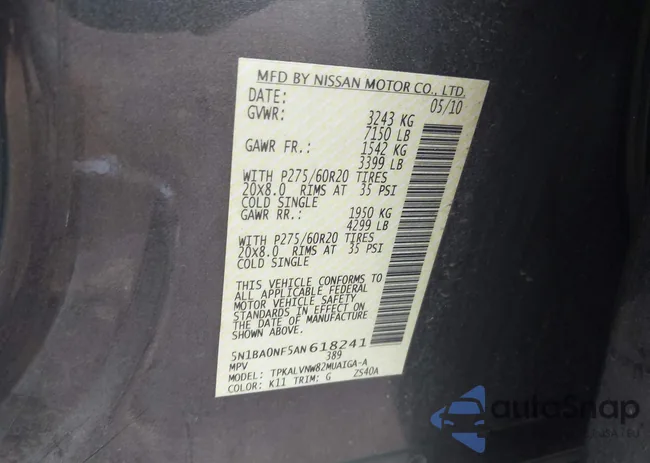 MFD BY NISSAN MOTOR CO., LTD.
DATE: 05/10
GVWR: 3243 KG
7150 LB
GAWR FR.: 1542 KG
3399 LB
WITH P275/60R20 TIRES
20X8.0 RIMS AT 35 PSI
COLD SINGLE
GAWR RR.: 1950 KG
4299 LB
WITH P275/60R20 TIRES
20X8.0 RIMS AT 35 PSI
COLD SINGLE
THIS VEHICLE CONFORMS TO
ALL APPLICABLE FEDERAL
MOTOR VEHICLE SAFETY
STANDARDS IN EFFECT ON
THE DATE OF MANUFACTURE
SHOWN ABOVE.
5N1BA0NF5AN618241
MPV 389
MODEL: TPKALVNW82MUAIGA-A
COLOR: K11 TRIM: G ZS40A
autoSnap